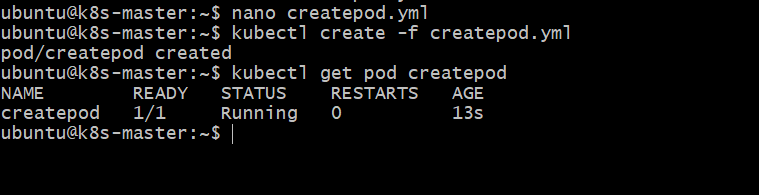 ubuntu@k8s-master:~$ nano createpod.yml
ubuntu@k8s-master:~$ kubectl create -f createpod.yml
pod/createpod created
ubuntu@k8s-master:~$ kubectl get pod createpod
NAME        READY   STATUS    RESTARTS   AGE
createpod   1/1     Running   0          13s
ubuntu@k8s-master:~$